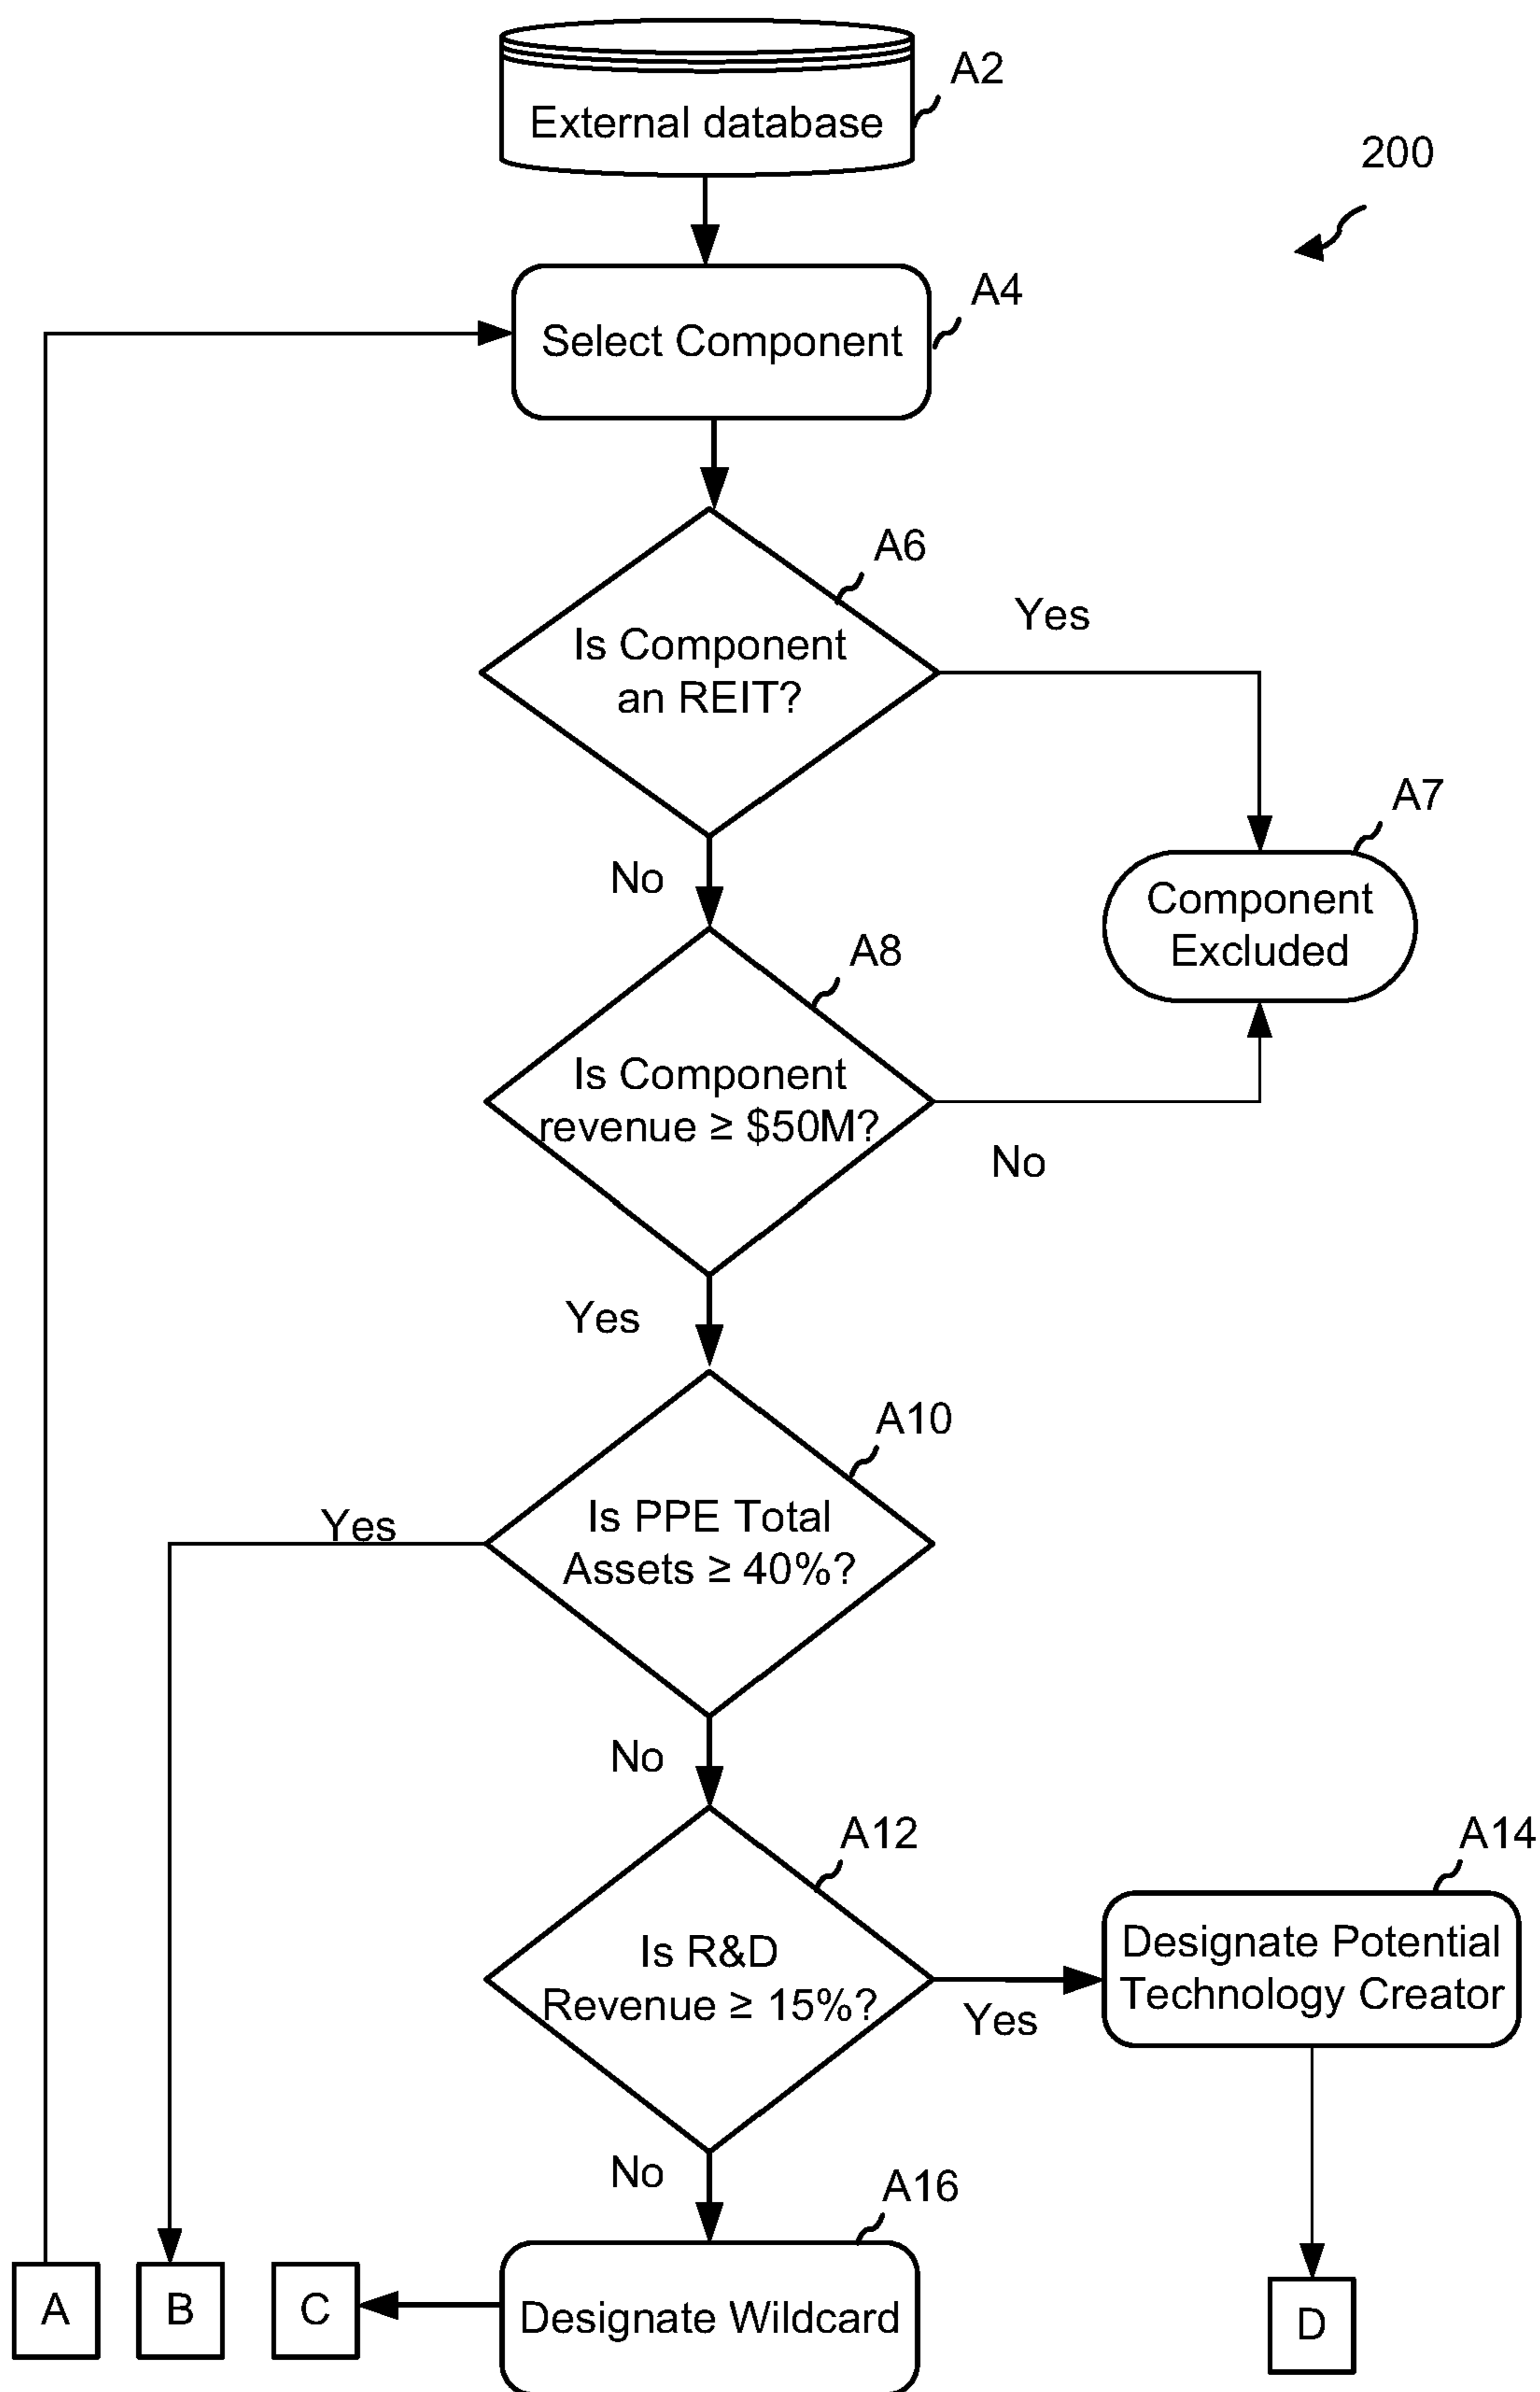 A2
External database
200
A4
Select Component
A6
Yes
Is Component
an REIT?
A7
No
Component
Excluded
A8
Is Component
revenue ≥ $50M?
No
Yes
A10
Yes
Is PPE Total
Assets ≥ 40%?
No
A12
A14
Is R&D
Revenue ≥ 15%?
Designate Potential
Technology Creator
Yes
No
A16
A
B
C
Designate Wildcard
D